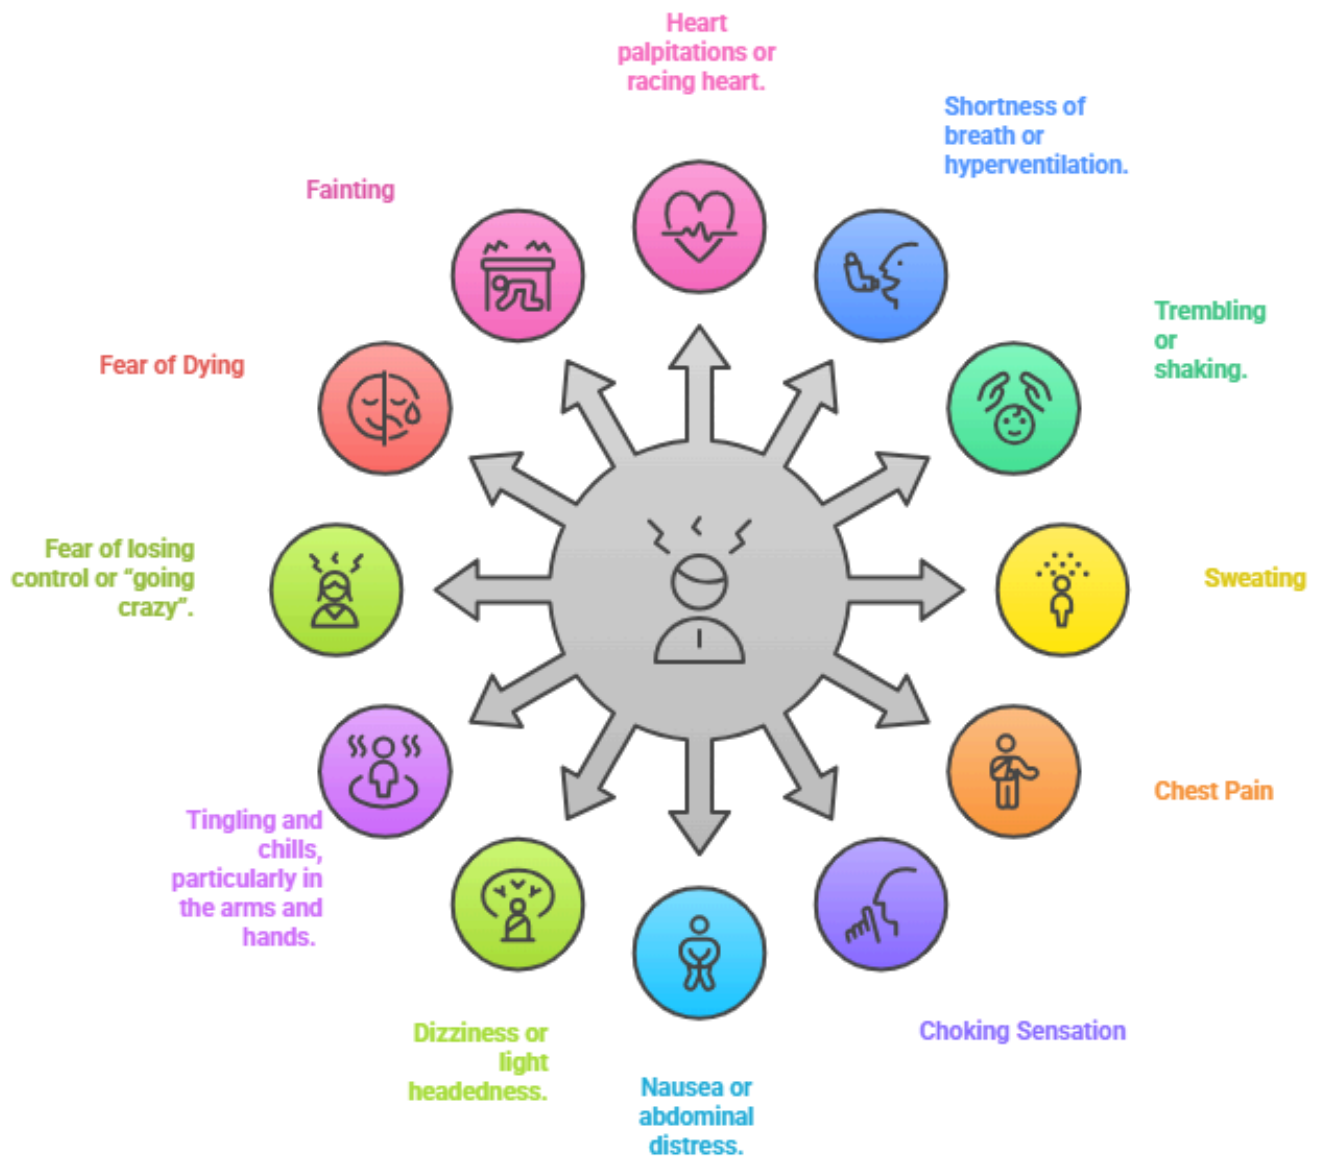 Heart
palpitations or
racing heart.
Shortness of
breath or
hyperventilation.
Trembling
or
shaking.
Sweating
Chest Pain
Choking Sensation
Nausea or
abdominal
distress.
Dizziness or
light
headedness.
Tingling and
chills,
particularly in
the arms and
hands.
Fear of losing
control or “going
crazy”.
Fear of Dying
Fainting